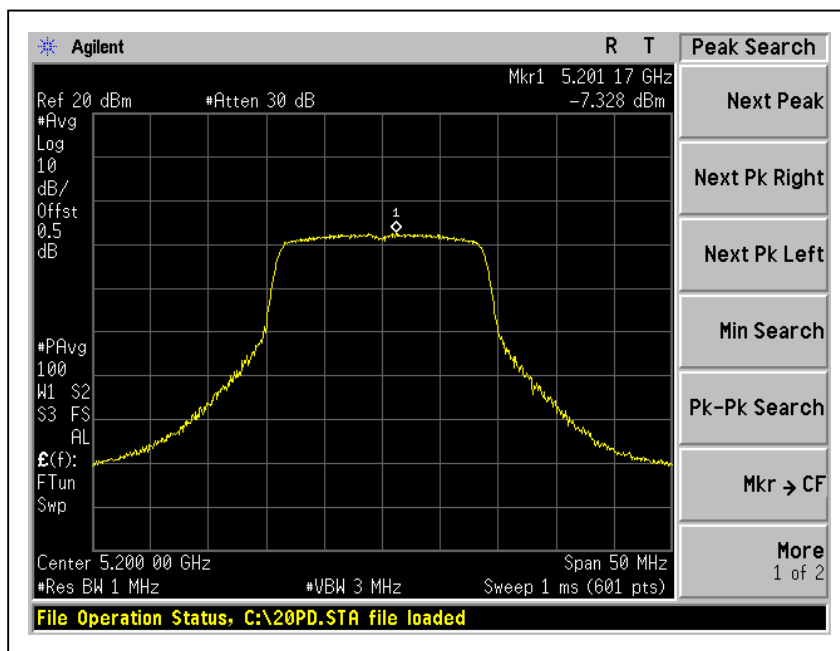 Agilent
R T
Peak Search
Mkr1 5.201 17 GHz
Ref 20 dBm #Atten 30 dB -7.328 dBm
#Avg
Log
10
dB/
Offst
0.5
dB
1
#PAvg
100
W1 S2
S3 FS
AL
£(f):
FTun
Swp
Center 5.200 00 GHz Span 50 MHz
#Res BW 1 MHz #VBW 3 MHz Sweep 1 ms (601 pts)
File Operation Status, C:\20PD.STA file loaded
Next Peak
Next Pk Right
Next Pk Left
Min Search
Pk-Pk Search
Mkr → CF
More
1 of 2